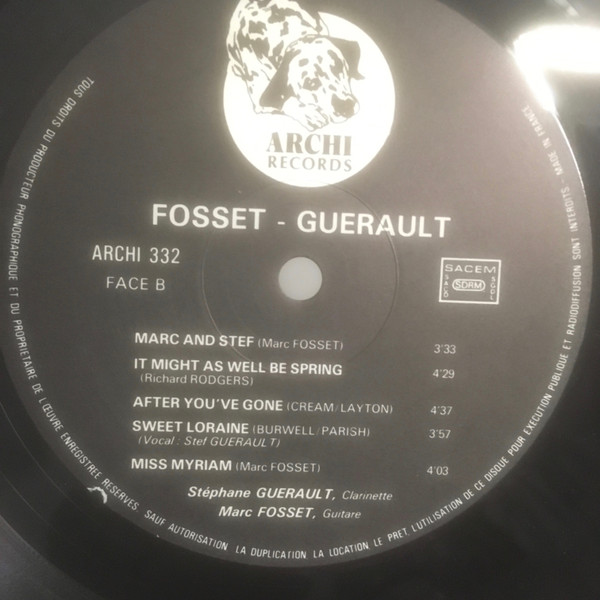 ARCHI
RECORDS
FOSSET - GUERAULT
ARCHI 332
FACE B
SACEM
SACD
SDRM
SGDL
MARC AND STEF (Marc FOSSET) 3'33
IT MIGHT AS WELL BE SPRING 4'29
(Richard RODGERS)
AFTER YOU'VE GONE (CREAM/LAYTON) 4'37
SWEET LORAINE (BURWELL/PARISH) 3'57
(Vocal : Stef GUERAULT)
MISS MYRIAM (Marc FOSSET) 4'03
Stéphane GUERAULT, Clarinette
Marc FOSSET, Guitare
TOUS DROITS DU PRODUCTEUR PHONOGRAPHIQUE ET DU PROPRIETAIRE DE L'ŒUVRE ENREGISTREE RESERVES. SAUF AUTORISATION LA DUPLICATION LA LOCATION LE PRET, L'UTILISATION DE CE DISQUE POUR EXECUTION PUBLIQUE ET RADIODIFFUSION SONT INTERDITS - MADE IN FRANCE